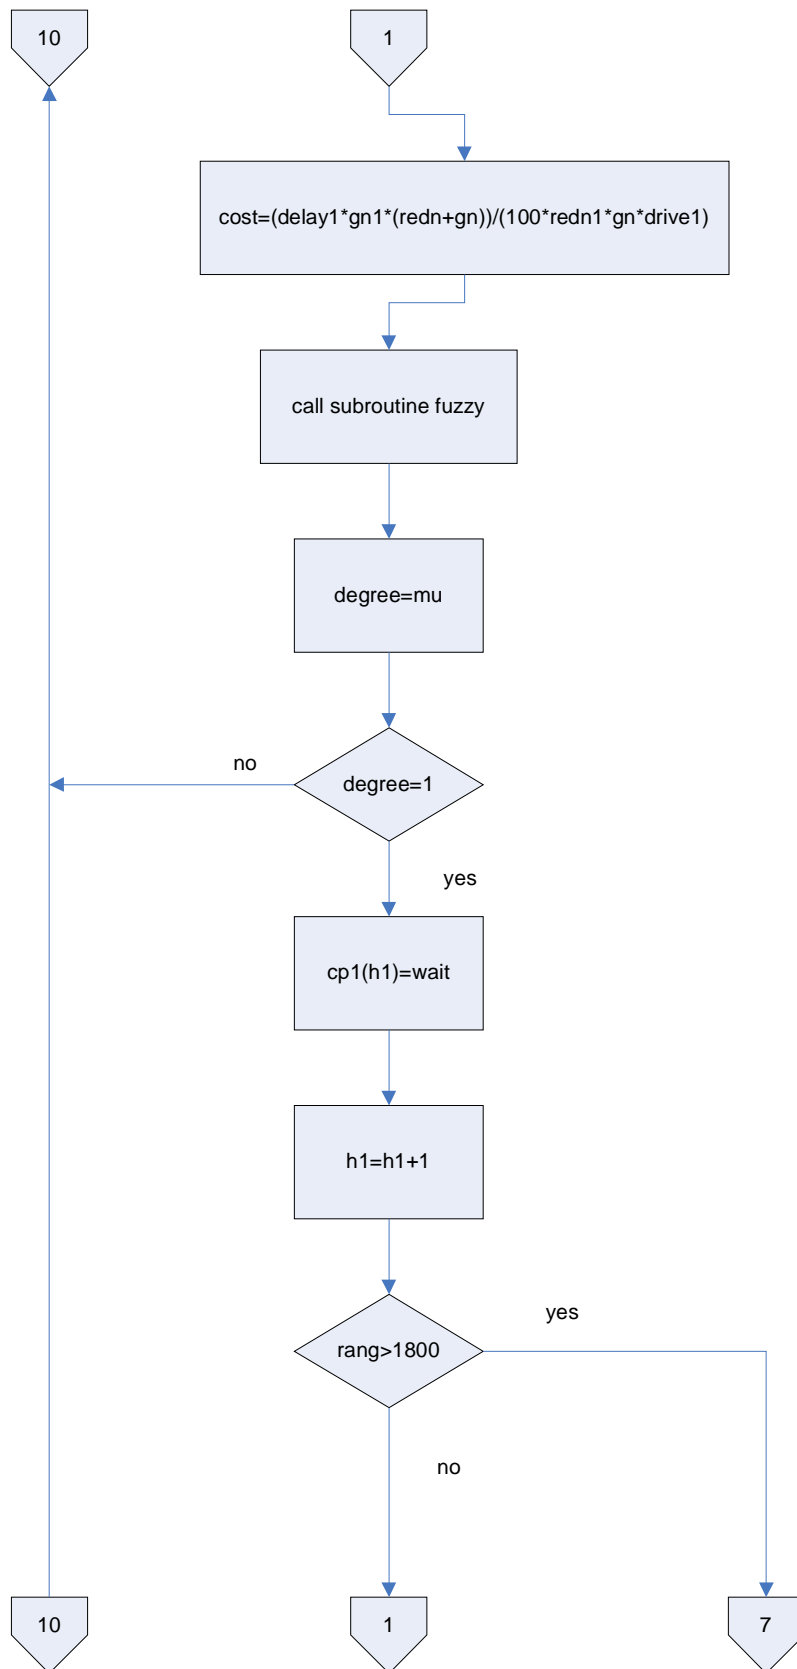 10
1
cost=(delay1*gn1*(redn+gn))/(100*redn1*gn*drive1)
call subroutine fuzzy
degree=mu
no
degree=1
yes
cp1(h1)=wait
h1=h1+1
yes
rang>1800
no
10
1
7